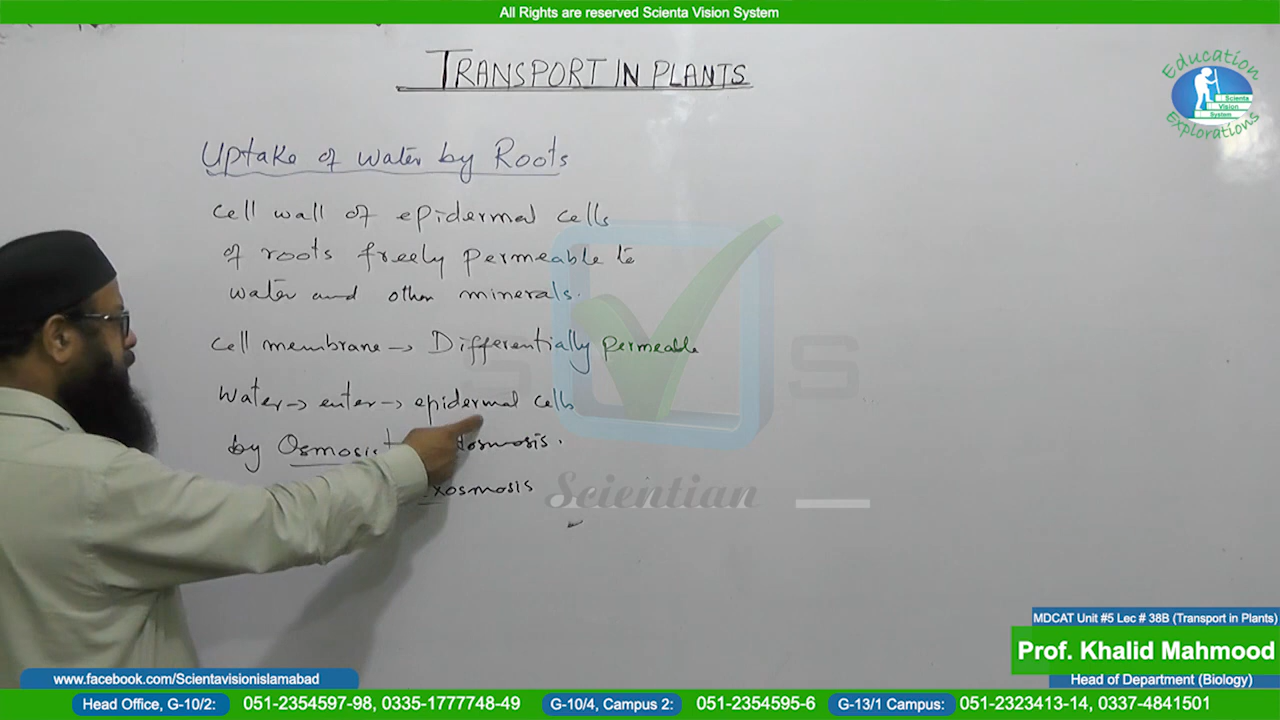 All Rights are reserved Scienta Vision System
TRANSPORT IN PLANTS
Education
Scienta
Vision
System
Explorations
Uptake of water by Roots
Cell wall of epidermal cells
of roots freely permeable to
water and other minerals.
Cell membrane → Differentially permeable
Water → enter → epidermal cells
by Osmosis
S
Scientian
MDCAT Unit #5 Lec # 38B (Transport in Plants)
Prof. Khalid Mahmood
Head of Department (Biology)
www.facebook.com/Scientavisionislamabad
Head Office, G-10/2: 051-2354597-98, 0335-1777748-49 G-10/4, Campus 2: 051-2354595-6 G-13/1 Campus: 051-2323413-14, 0337-4841501